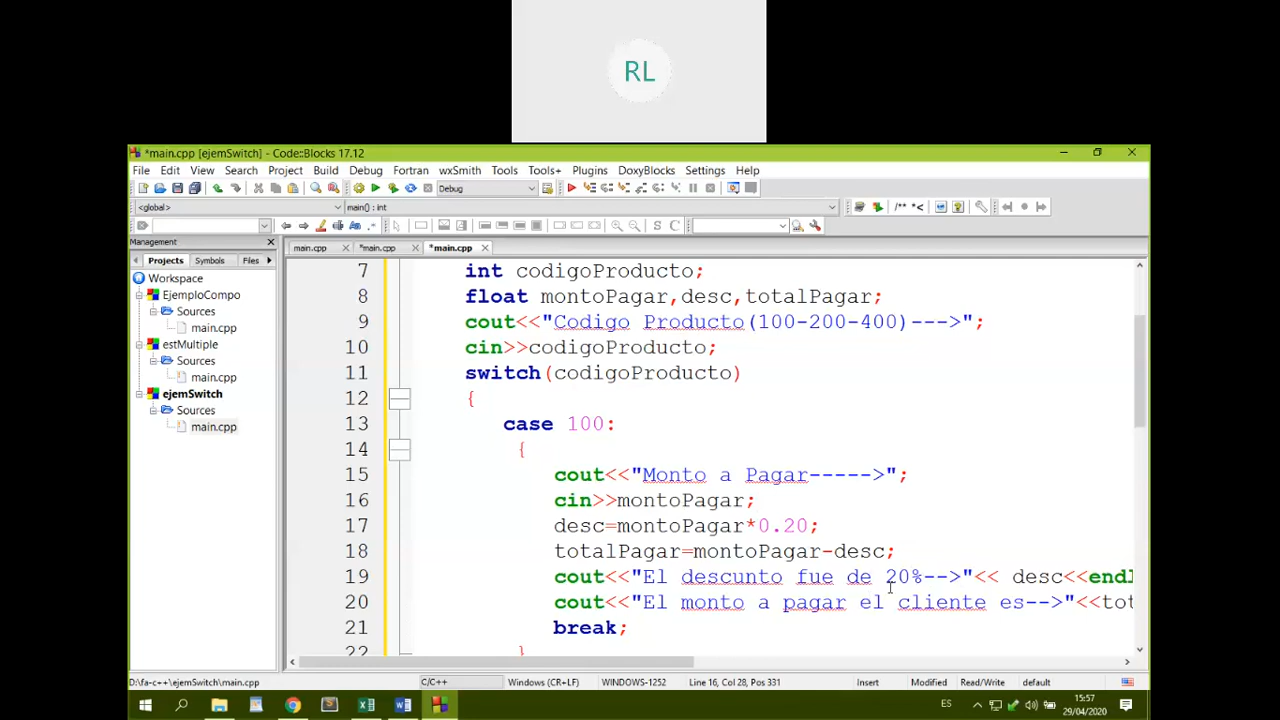 RL
*main.cpp [ejemSwitch] - Code::Blocks 17.12
File Edit View Search Project Build Debug Fortran wxSmith Tools Tools+ Plugins DoxyBlocks Settings Help
Debug
<global> main() : int
/** *<
Management
main.cpp *main.cpp *main.cpp
Projects Symbols Files
Workspace
EjemploCompo
Sources
main.cpp
estMultiple
Sources
main.cpp
ejemSwitch
Sources
main.cpp
7 int codigoProducto;
8 float montoPagar,desc,totalPagar;
9 cout<<"Codigo Producto(100-200-400)--->";
10 cin>>codigoProducto;
11 switch(codigoProducto)
12 {
13 case 100:
14 {
15 cout<<"Monto a Pagar----->";
16 cin>>montoPagar;
17 desc=montoPagar*0.20;
18 totalPagar=montoPagar-desc;
19 cout<<"El descunto fue de 20%-->"<< desc<<endl
20 cout<<"El monto a pagar el cliente es-->"<<tot
21 break;
22 }
D:\fa-c++\ejemSwitch\main.cpp C/C++ Windows (CR+LF) WINDOWS-1252 Line 16, Col 28, Pos 331 Insert Modified Read/Write default
ES 15:57
29/04/2020